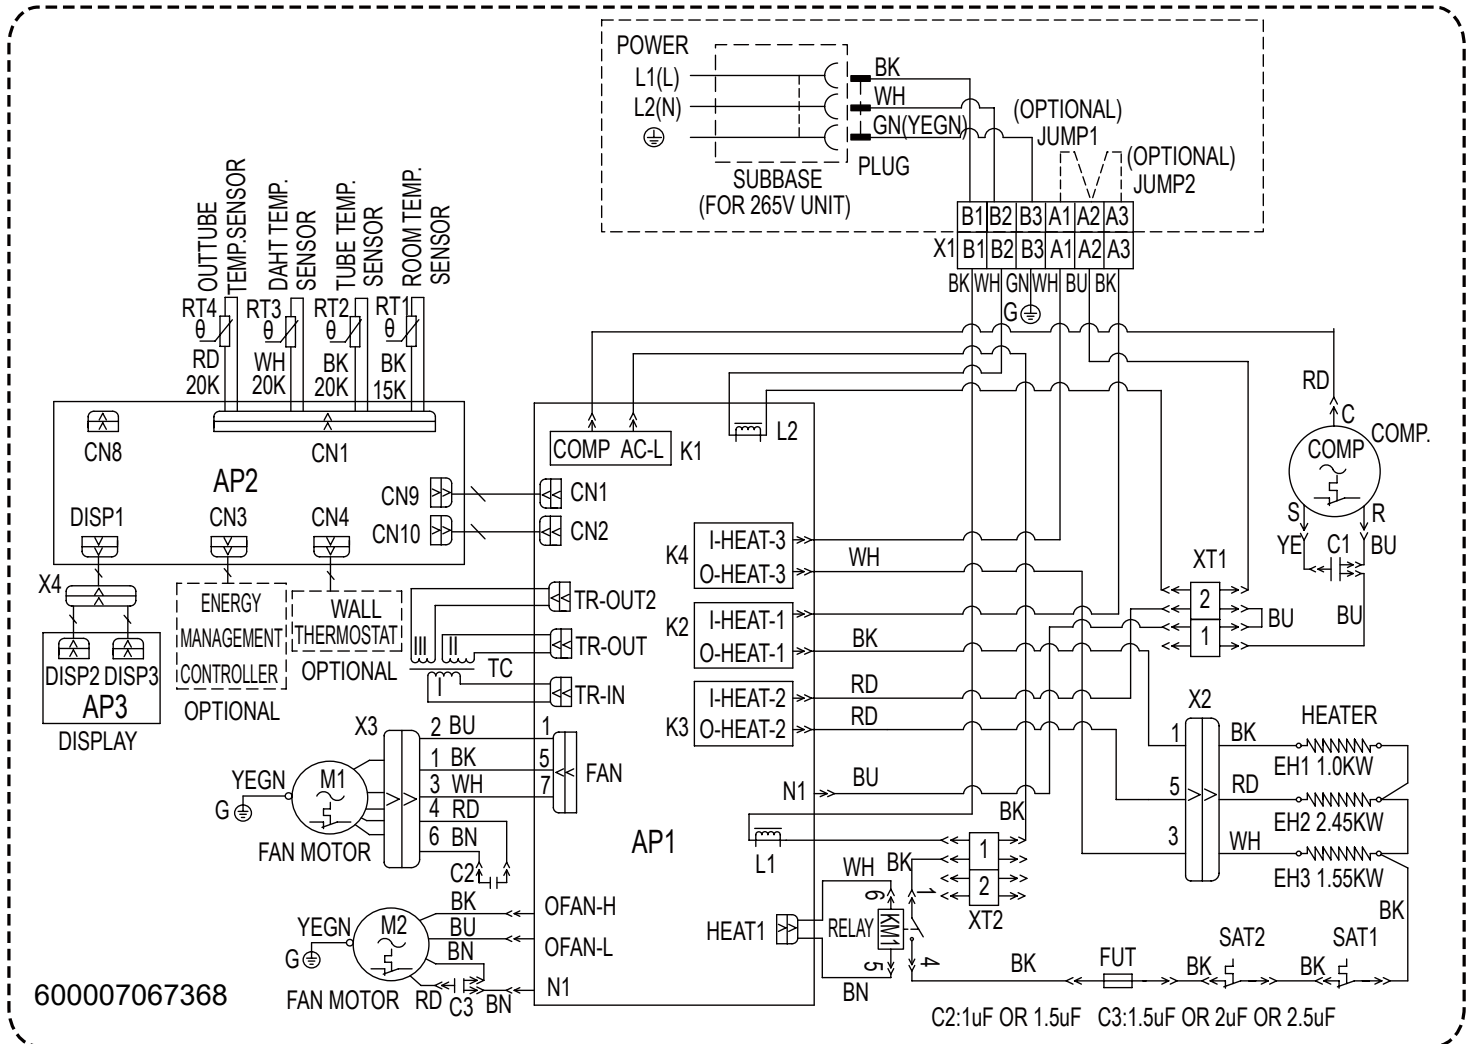 POWER
L1(L)
L2(N)
BK
WH
GN(YEGN)
PLUG
SUBBASE
(FOR 265V UNIT)
(OPTIONAL)
JUMP1
(OPTIONAL)
JUMP2
B1 B2 B3 A1 A2 A3
X1 B1 B2 B3 A1 A2 A3
BK WH GN WH BU BK
G
OUTTUBE
TEMP.SENSOR
DAHT TEMP.
SENSOR
TUBE TEMP.
SENSOR
ROOM TEMP.
SENSOR
RT4 RT3 RT2 RT1
θ θ θ θ
RD WH BK BK
20K 20K 20K 15K
CN8
CN1
AP2
CN9
CN10
DISP1
CN3
CN4
X4
ENERGY
MANAGEMENT
CONTROLLER
OPTIONAL
WALL
THERMOSTAT
OPTIONAL
DISP2 DISP3
AP3
DISPLAY
COMP AC-L
K1
L2
CN1
CN2
TR-OUT2
TR-OUT
TR-IN
III
II
I
TC
K4
I-HEAT-3
O-HEAT-3
WH
K2
I-HEAT-1
O-HEAT-1
BK
K3
I-HEAT-2
O-HEAT-2
RD
RD
N1
BU
AP1
L1
BK
RD
C
COMP
COMP.
S
R
YE
C1
BU
BU
XT1
2
1
BU
X3
2 BU 1
1 BK 5
3 WH 7
4 RD
6 BN
FAN
YEGN
M1
G
FAN MOTOR
C2
YEGN
M2
G
FAN MOTOR
BK
BU
BN
RD
C3
BN
OFAN-H
OFAN-L
N1
HEAT1
WH
BN
RELAY
KM1
6
5
BK
1
4
1
2
XT2
X2
1
5
3
HEATER
BK
EH1 1.0KW
RD
EH2 2.45KW
WH
EH3 1.55KW
BK
BK
FUT
BK
SAT2
BK
SAT1
600007067368
C2:1uF OR 1.5uF C3:1.5uF OR 2uF OR 2.5uF